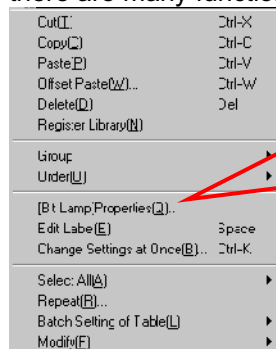 there are many functio
Cut(T) Ctrl-X
Copy(C) Ctrl-C
Paste(P) Ctrl-V
Offset Paste(W)... Ctrl-W
Delete(D) Del
Register Library(N)
Group
Order(U)
[Bit Lamp]Properties(Q)..
Edit Label(E) Space
Change Settings at Once(B)... Ctrl-K
Select All(A)
Repeat(R)...
Batch Setting of Table(L)
Modify(F)